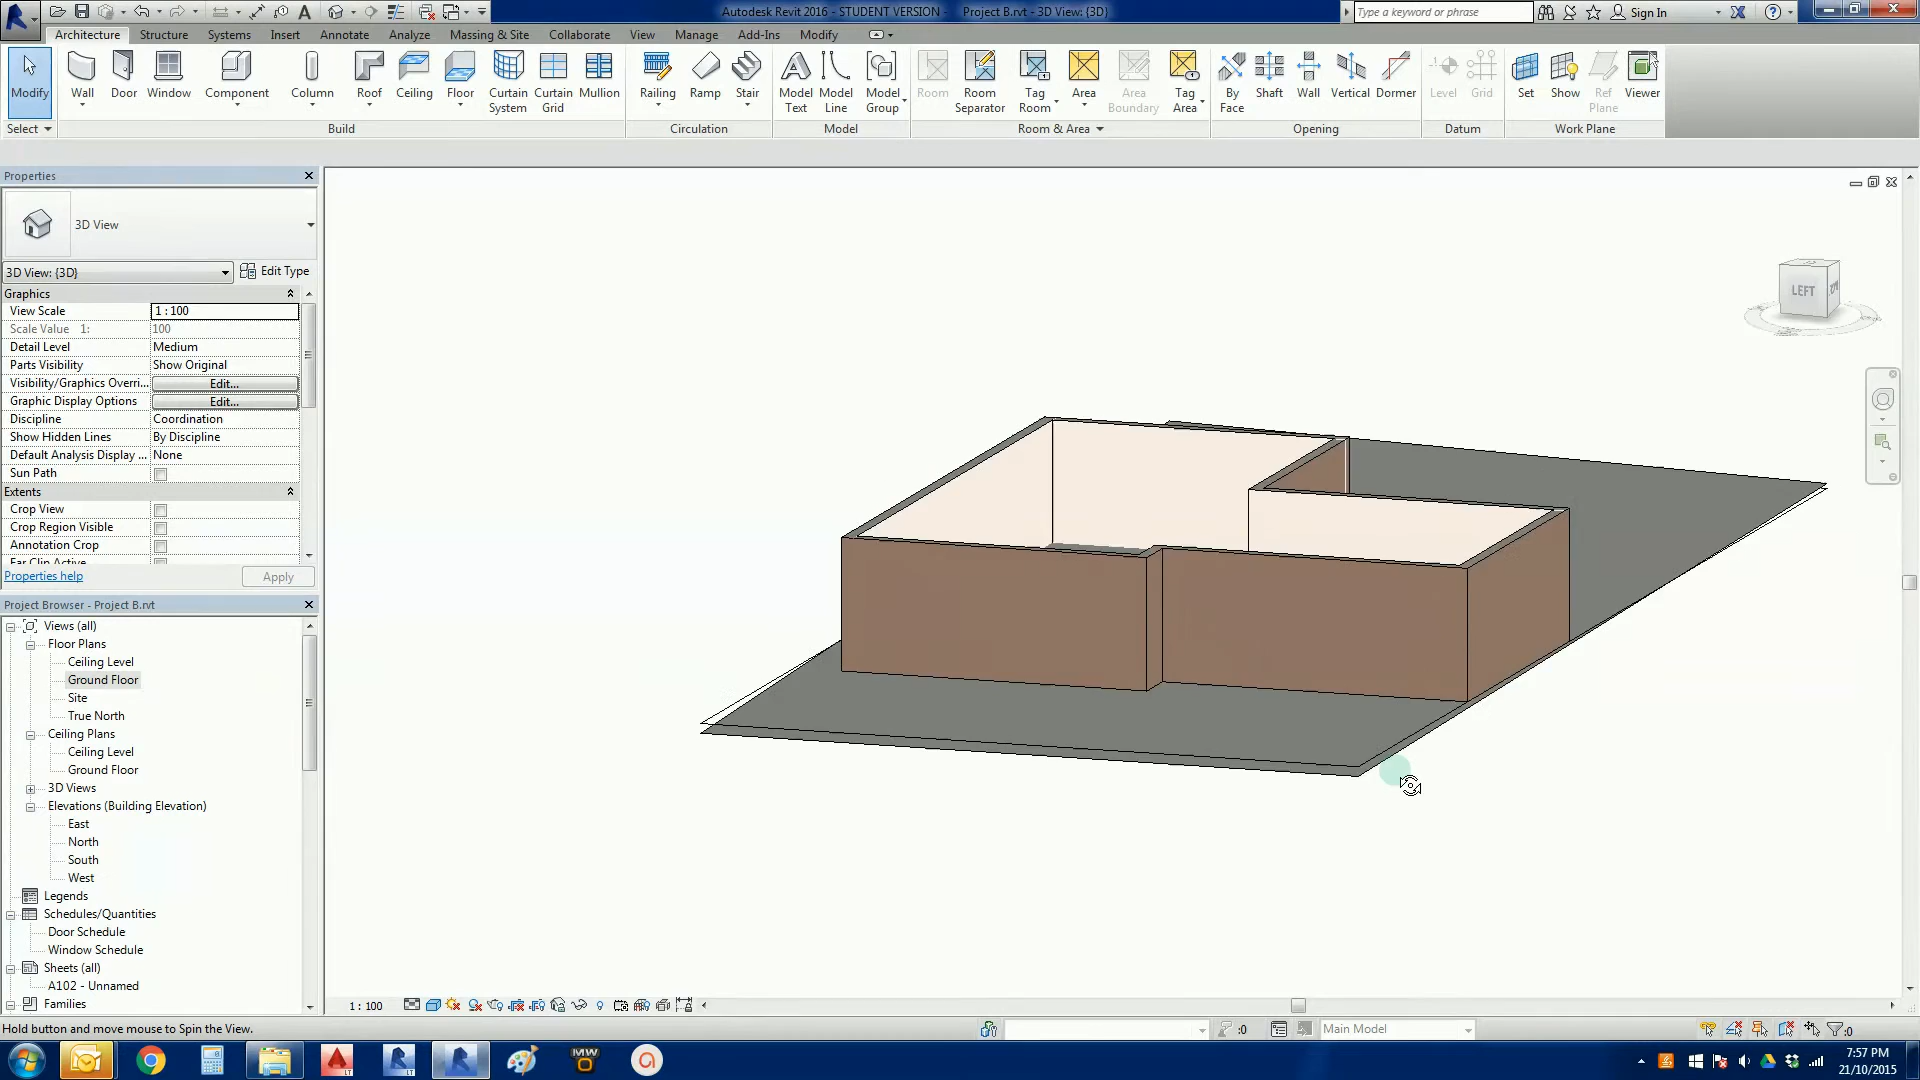 Autodesk Revit 2016 - STUDENT VERSION - Project B.rvt - 3D View: {3D}
Type a keyword or phrase
Sign In
Architecture Structure Systems Insert Annotate Analyze Massing & Site Collaborate View Manage Add-Ins Modify
Modify Wall Door Window Component Column Roof Ceiling Floor Curtain System Curtain Grid Mullion Railing Ramp Stair Model Text Model Line Model Group Room Room Separator Tag Room Area Area Boundary Tag Area By Face Shaft Wall Vertical Dormer Level Grid Set Show Ref Plane Viewer
Select Build Circulation Model Room & Area Opening Datum Work Plane
Properties
3D View
3D View: {3D} Edit Type
Graphics
View Scale 1 : 100
Scale Value 1: 100
Detail Level Medium
Parts Visibility Show Original
Visibility/Graphics Overri... Edit...
Graphic Display Options Edit...
Discipline Coordination
Show Hidden Lines By Discipline
Default Analysis Display ... None
Sun Path
Extents
Crop View
Crop Region Visible
Annotation Crop
Far Clip Active
Properties help Apply
Project Browser - Project B.rvt
Views (all)
Floor Plans
Ceiling Level
Ground Floor
Site
True North
Ceiling Plans
Ceiling Level
Ground Floor
3D Views
Elevations (Building Elevation)
East
North
South
West
Legends
Schedules/Quantities
Door Schedule
Window Schedule
Sheets (all)
A102 - Unnamed
Families
LEFT
1 : 100
Hold button and move mouse to Spin the View.
:0
Main Model
:0
LT
LT
MW
7:57 PM
21/10/2015